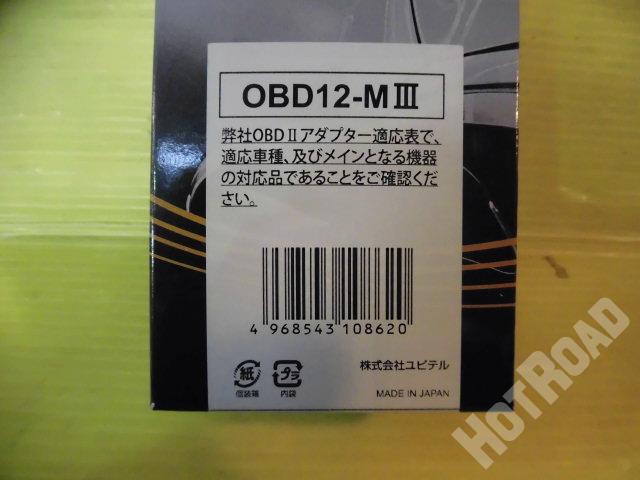 OBD12-MⅢ
弊社OBDⅡアダプター適応表で、
適応車種、及びメインとなる機器
の対応品であることをご確認くだ
さい。
4 968543 108620
紙 プラ
個装箱 内袋
株式会社ユピテル
MADE IN JAPAN
HOTROAD